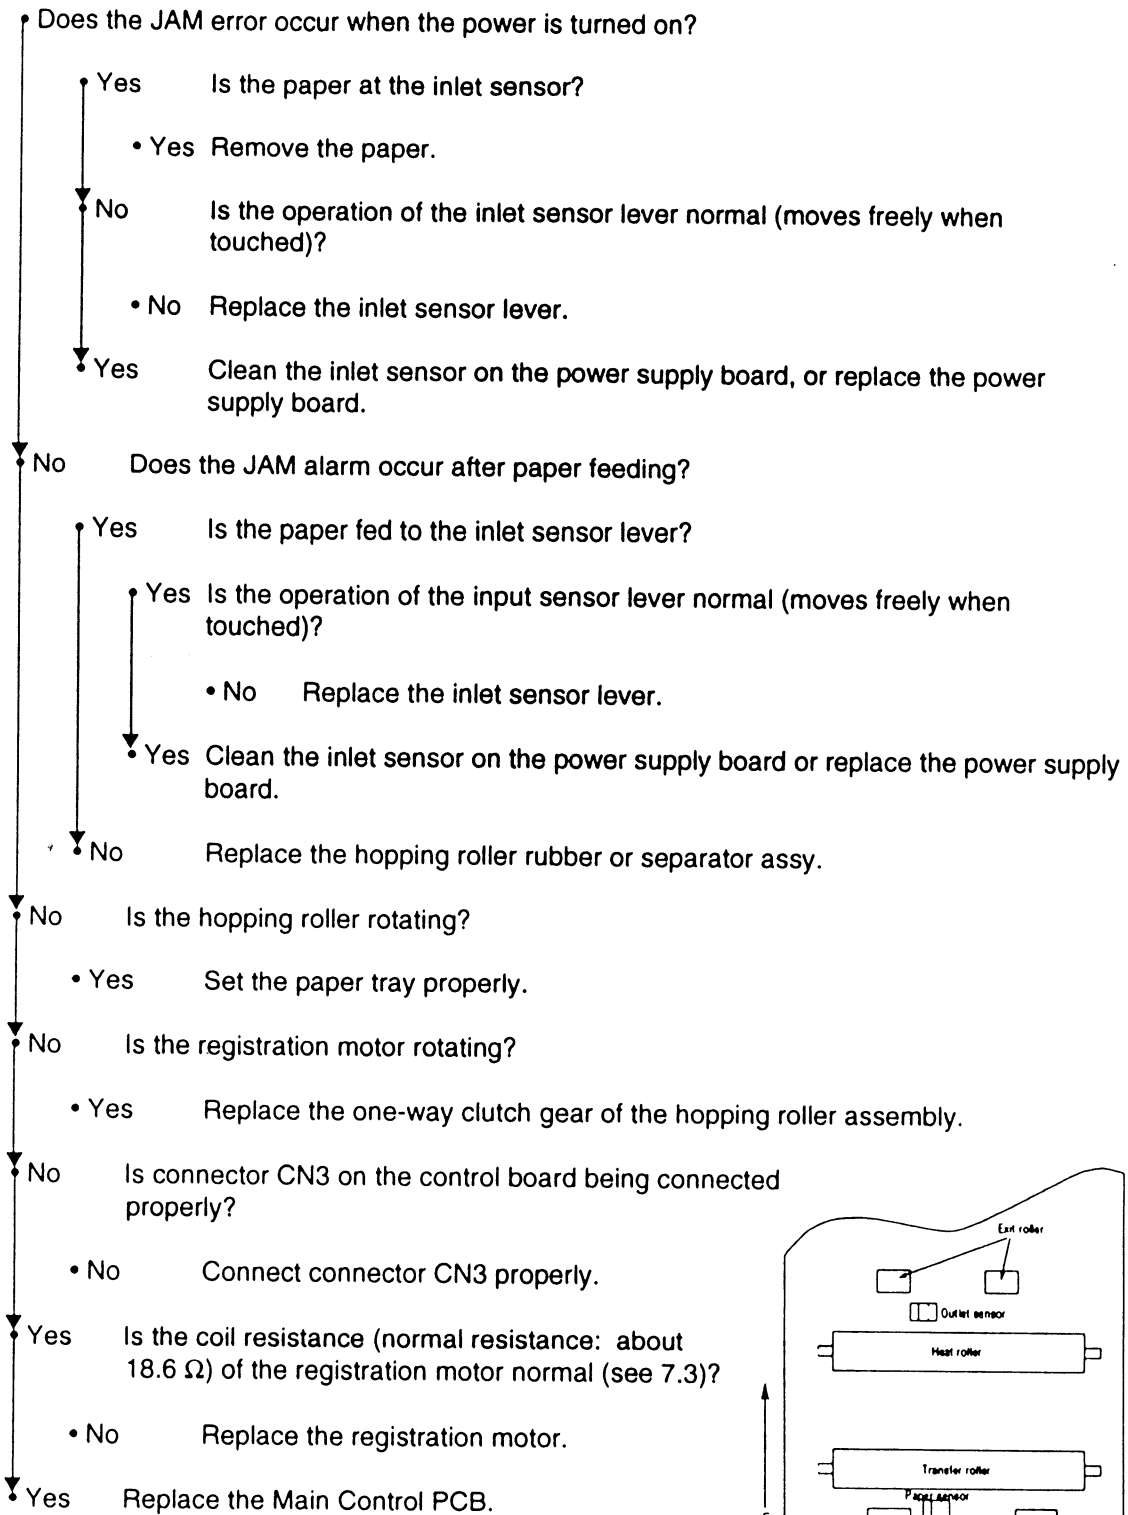 • Does the JAM error occur when the power is turned on?
• Yes Is the paper at the inlet sensor?
• Yes Remove the paper.
• No Is the operation of the inlet sensor lever normal (moves freely when
touched)?
• No Replace the inlet sensor lever.
• Yes Clean the inlet sensor on the power supply board, or replace the power
supply board.
• No Does the JAM alarm occur after paper feeding?
• Yes Is the paper fed to the inlet sensor lever?
• Yes Is the operation of the input sensor lever normal (moves freely when
touched)?
• No Replace the inlet sensor lever.
• Yes Clean the inlet sensor on the power supply board or replace the power supply
board.
• No Replace the hopping roller rubber or separator assy.
• No Is the hopping roller rotating?
• Yes Set the paper tray properly.
• No Is the registration motor rotating?
• Yes Replace the one-way clutch gear of the hopping roller assembly.
• No Is connector CN3 on the control board being connected
properly?
• No Connect connector CN3 properly.
• Yes Is the coil resistance (normal resistance: about
18.6 Ω) of the registration motor normal (see 7.3)?
• No Replace the registration motor.
• Yes Replace the Main Control PCB.
Exit roller
Outlet sensor
Heat roller
Transfer roller
Paper sensor